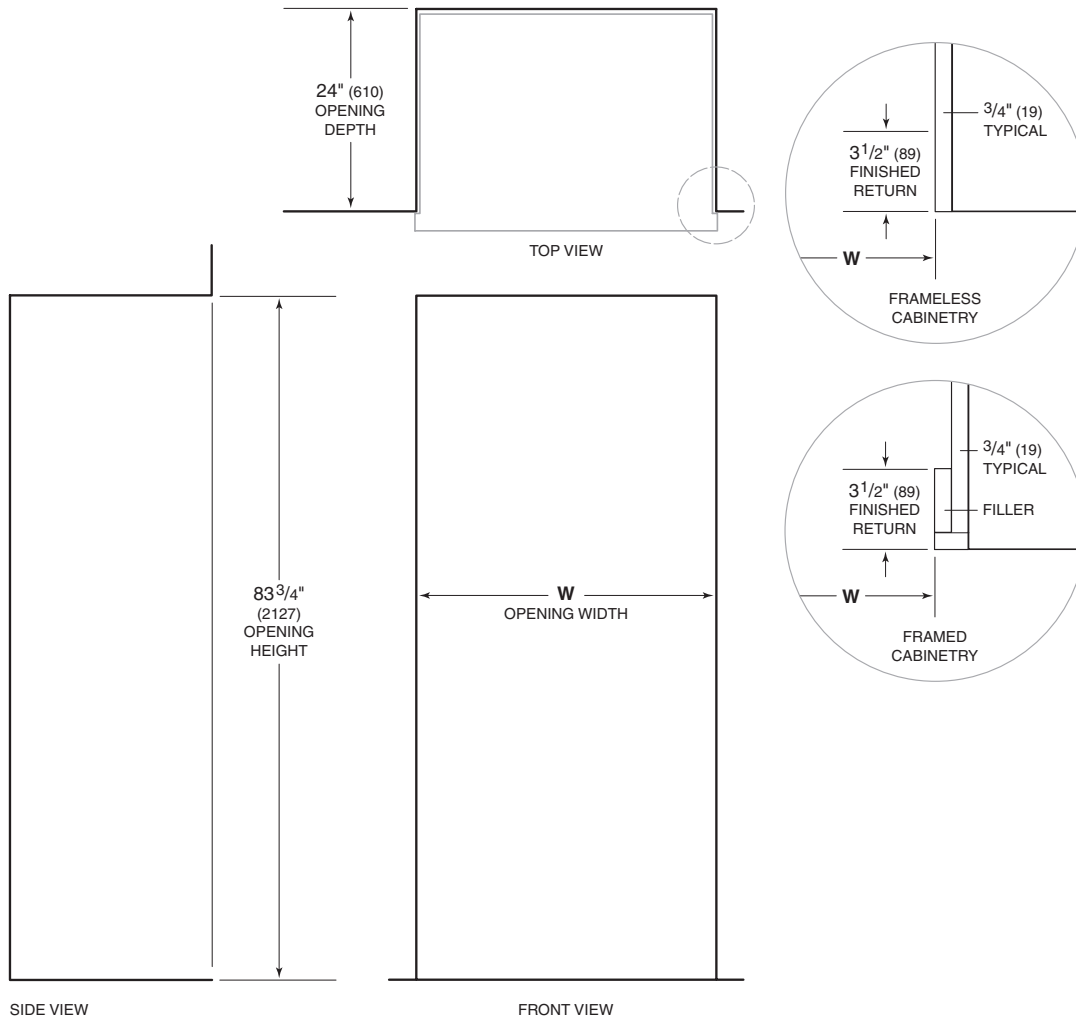 24" (610)
OPENING
DEPTH
TOP VIEW
3/4" (19)
TYPICAL
3 1/2" (89)
FINISHED
RETURN
W
FRAMELESS
CABINETRY
3/4" (19)
TYPICAL
3 1/2" (89)
FINISHED
RETURN
FILLER
W
FRAMED
CABINETRY
83 3/4"
(2127)
OPENING
HEIGHT
W
OPENING WIDTH
SIDE VIEW
FRONT VIEW